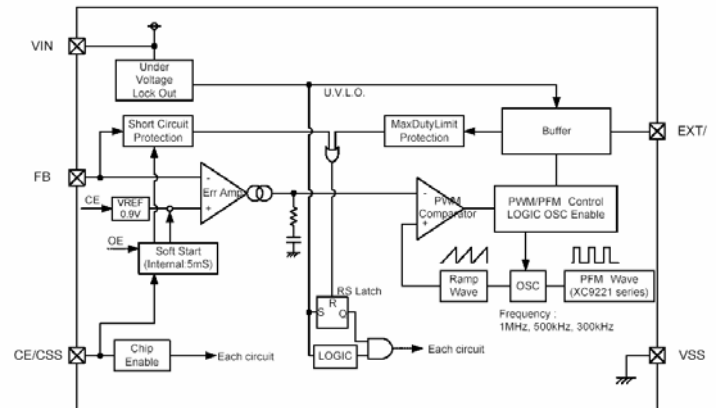 VIN
Under
Voltage
Lock Out
U.V.L.O.
Short Circuit
Protection
MaxDutyLimit
Protection
Buffer
EXT/
FB
-
+
Err Amp
CE
VREF
0.9V
OE
Soft Start
(Internal:5mS)
-
+
PWM
Comparator
PWM/PFM Control
LOGIC OSC Enable
Ramp
Wave
OSC
PFM Wave
(XC9221 series)
Frequency :
1MHz, 500kHz, 300kHz
RS Latch
R
S
Q
LOGIC
Each circuit
CE/CSS
Chip
Enable
Each circuit
VSS